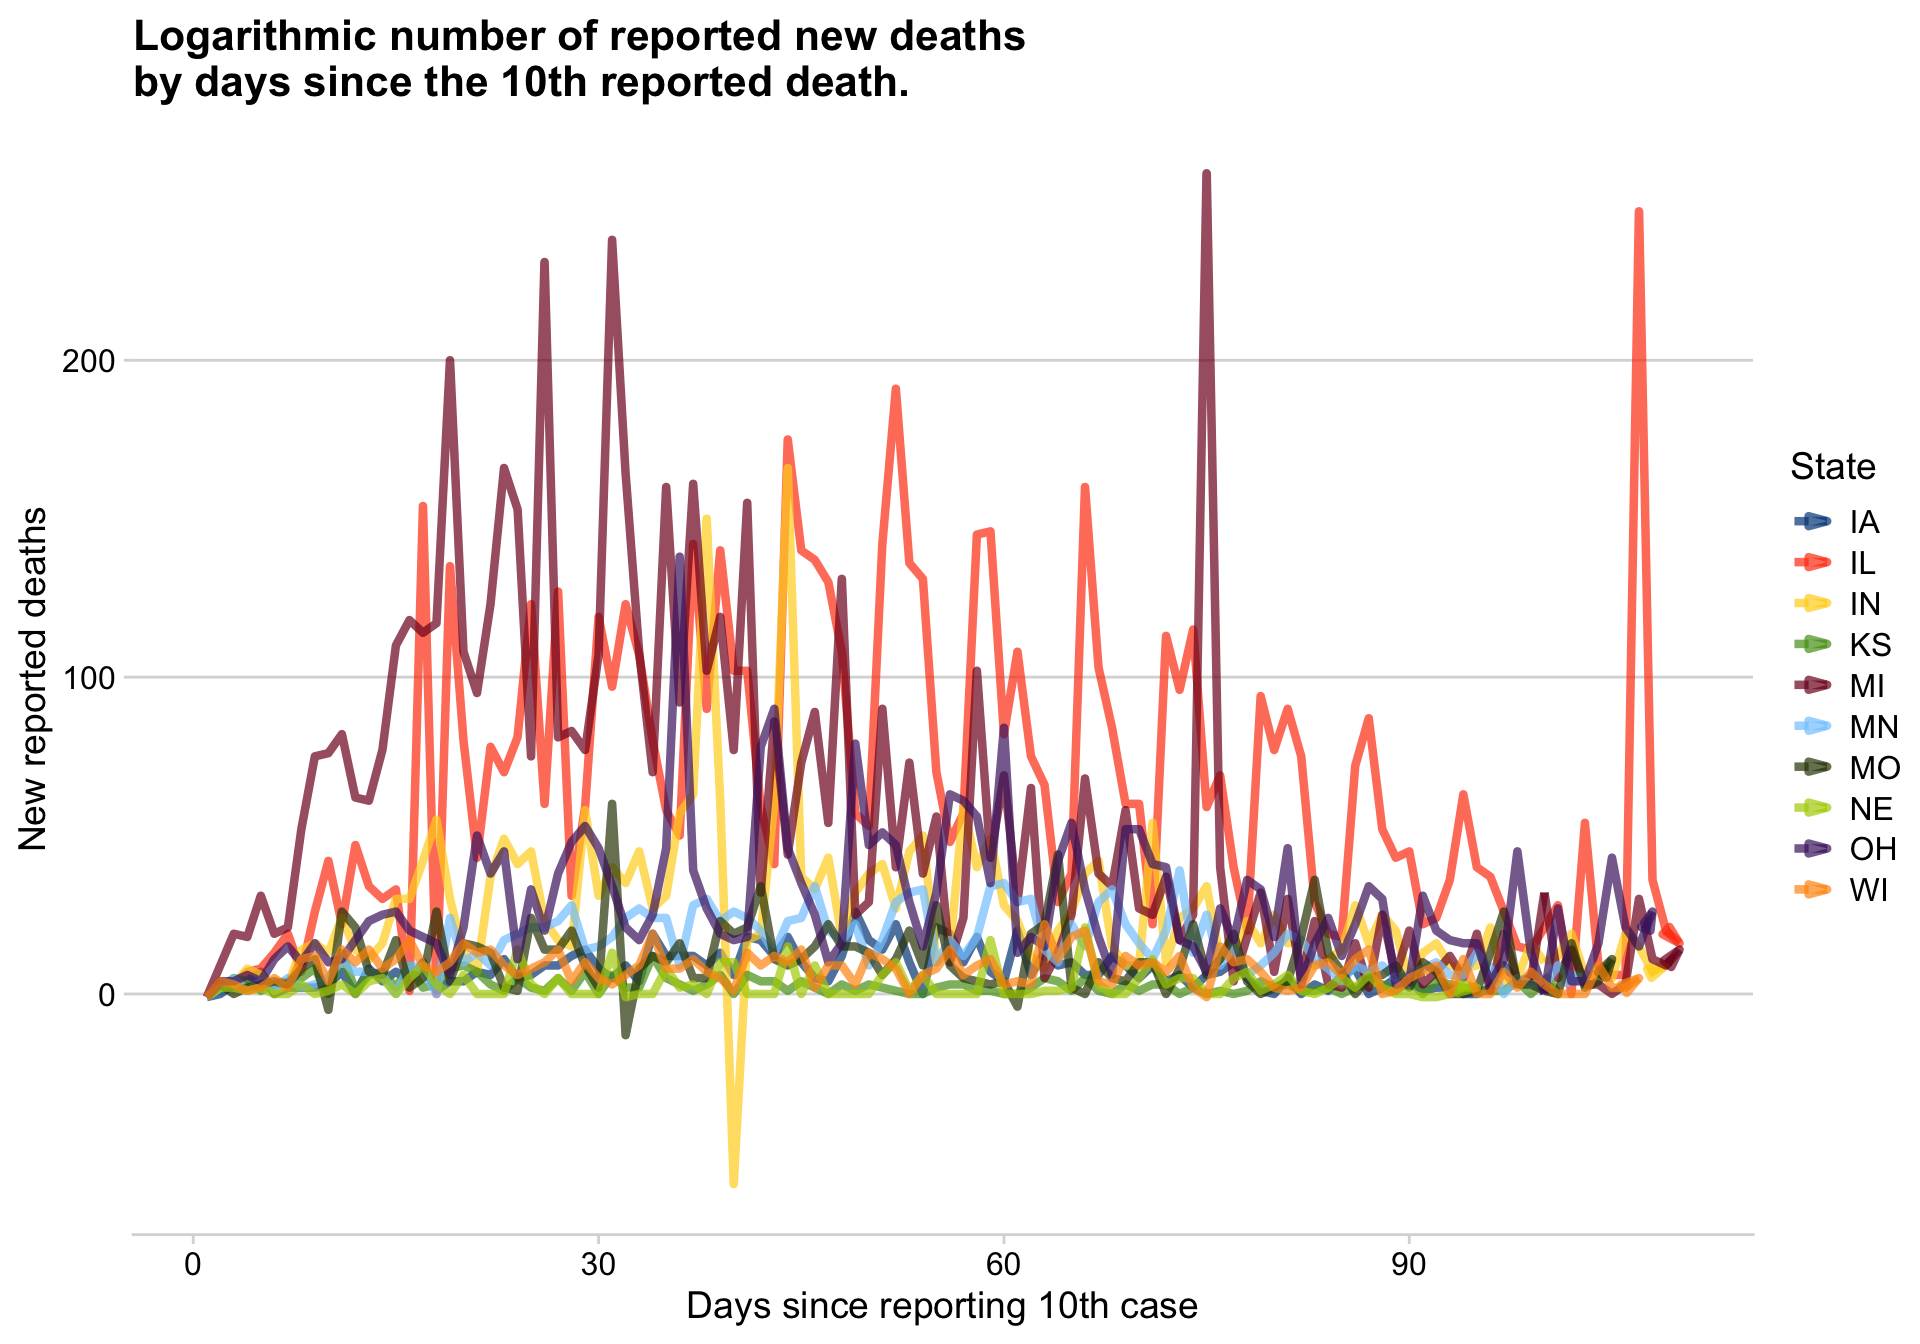 Logarithmic number of reported new deaths
by days since the 10th reported death.
New reported deaths
200
100
0
0
30
60
90
Days since reporting 10th case
State
IA
IL
IN
KS
MI
MN
MO
NE
OH
WI